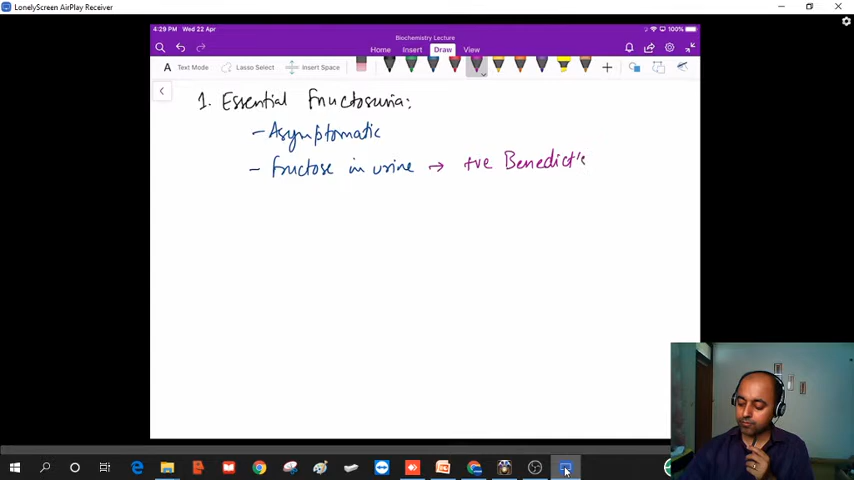 LonelyScreen AirPlay Receiver
4:29 PM Wed 22 Apr
100%
Biochemistry Lecture
Home Insert Draw View
A Text Mode Lasso Select Insert Space
1. Essential Fructosuria:
- Asymptomatic
- Fructose in urine → +ve Benedict's